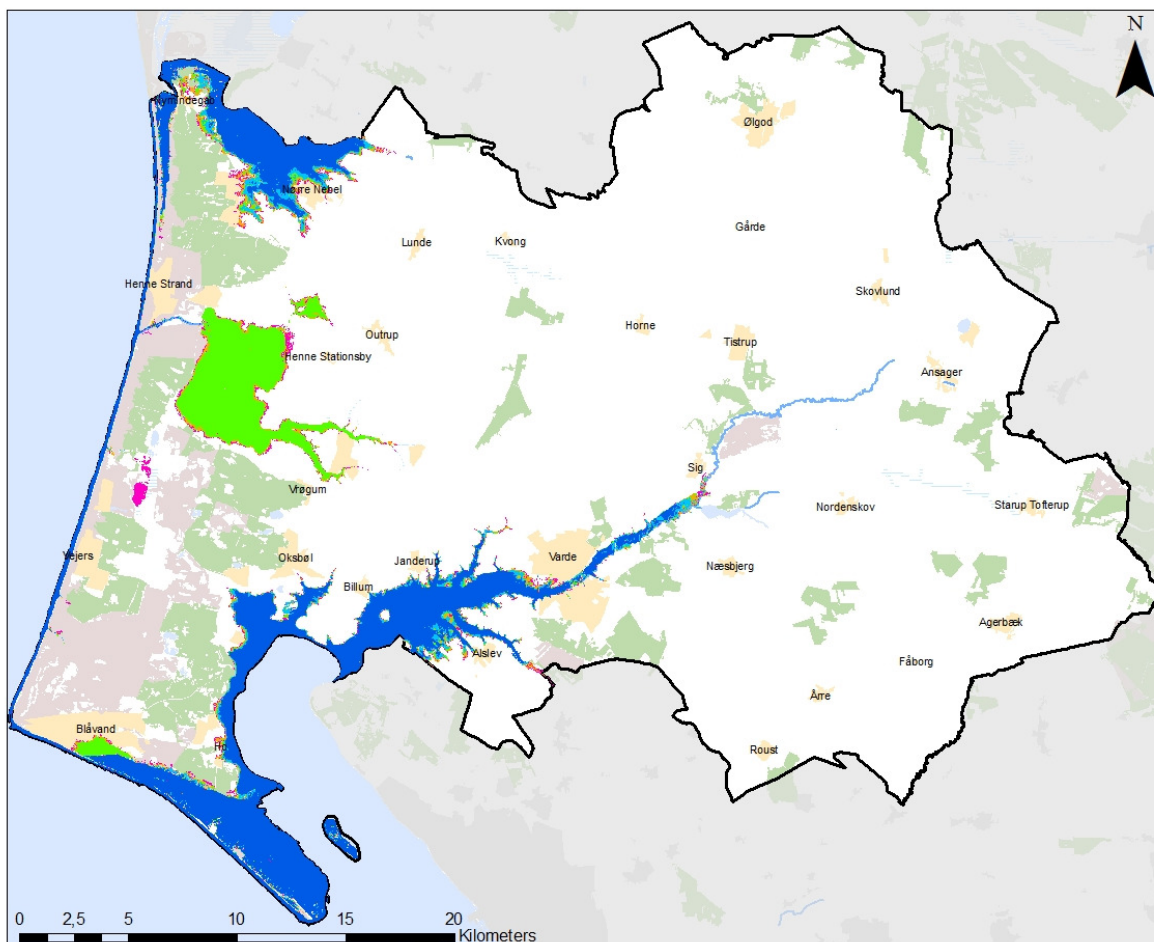 N
Nymindegab
Ølgod
Nørre Nebel
Lunde
Kvong
Gårde
Henne Strand
Skovlund
Outrup
Horne
Tistrup
Henne Stationsby
Ansager
Sig
Vrøgum
Nordenskov
Starup Tofterup
Vejers
Oksbøl
Janderup
Varde
Næsbjerg
Billum
Agerbæk
Alslev
Fåborg
Årre
Blåvand
Ho
Roust
0 2,5 5 10 15 20
Kilometers